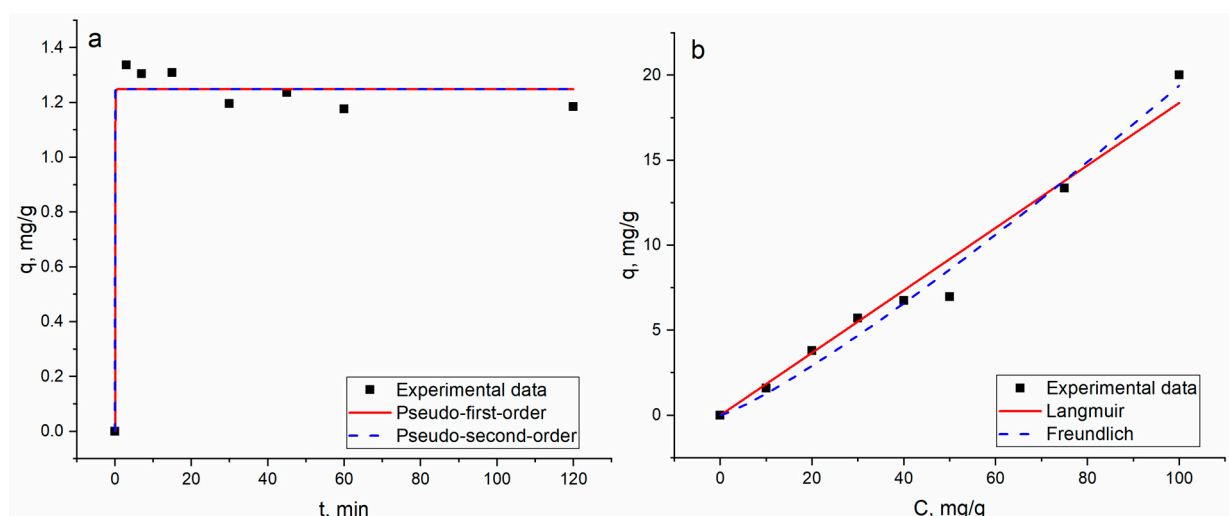 a
1.4
1.2
1.0
0.8
0.6
0.4
0.2
0.0
q, mg/g
0 20 40 60 80 100 120
t, min
Experimental data
Pseudo-first-order
Pseudo-second-order
b
20
15
10
5
0
q, mg/g
0 20 40 60 80 100
C, mg/g
Experimental data
Langmuir
Freundlich